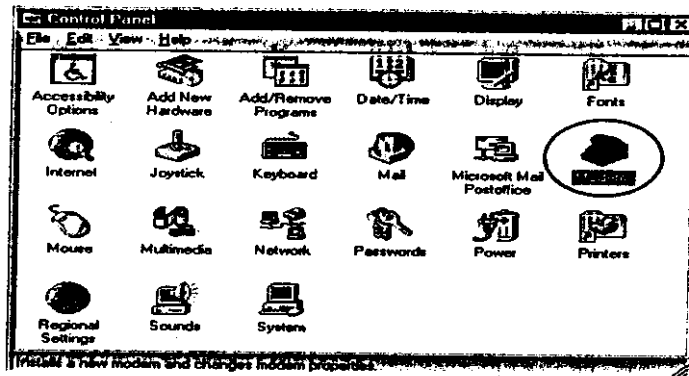 Control Panel
File Edit View Help
Accessibility Options
Add New Hardware
Add/Remove Programs
Date/Time
Display
Fonts
Internet
Joystick
Keyboard
Mail
Microsoft Mail Postoffice
Mouse
Multimedia
Network
Passwords
Power
Printers
Regional Settings
Sounds
System
Installs a new modem and changes modem properties.